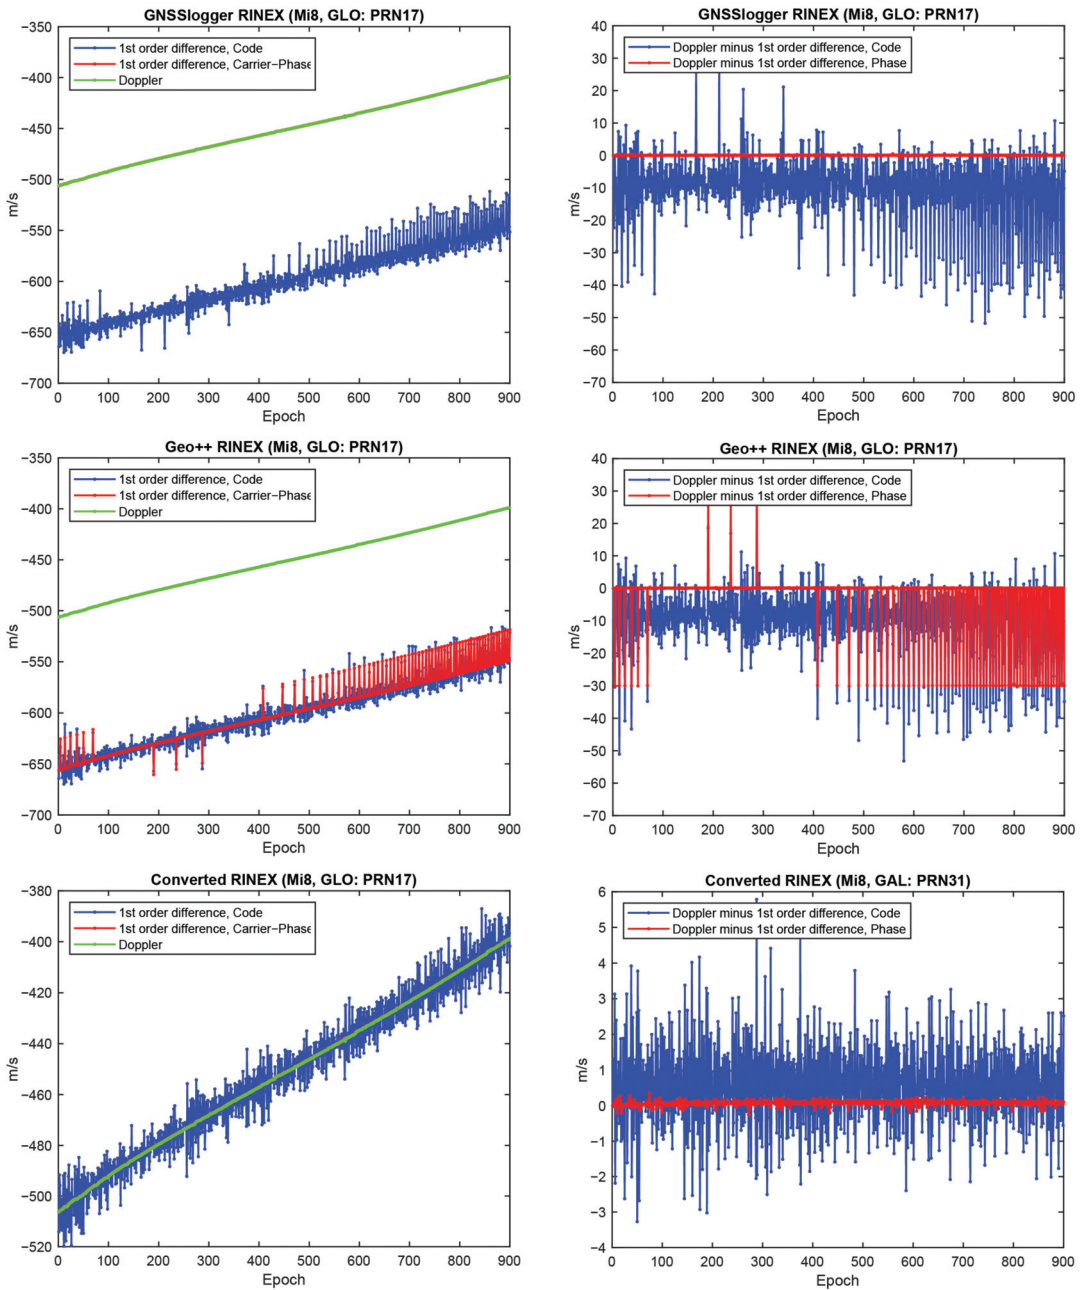 GNSSlogger RINEX (Mi8, GLO: PRN17)
1st order difference, Code
1st order difference, Carrier−Phase
Doppler
m/s
−350
−400
−450
−500
−550
−600
−650
−700
0 100 200 300 400 500 600 700 800 900
Epoch
GNSSlogger RINEX (Mi8, GLO: PRN17)
Doppler minus 1st order difference, Code
Doppler minus 1st order difference, Phase
m/s
40
30
20
10
0
−10
−20
−30
−40
−50
−60
−70
0 100 200 300 400 500 600 700 800 900
Epoch
Geo++ RINEX (Mi8, GLO: PRN17)
1st order difference, Code
1st order difference, Carrier−Phase
Doppler
m/s
−350
−400
−450
−500
−550
−600
−650
−700
0 100 200 300 400 500 600 700 800 900
Epoch
Geo++ RINEX (Mi8, GLO: PRN17)
Doppler minus 1st order difference, Code
Doppler minus 1st order difference, Phase
m/s
40
30
20
10
0
−10
−20
−30
−40
−50
−60
−70
0 100 200 300 400 500 600 700 800 900
Epoch
Converted RINEX (Mi8, GLO: PRN17)
1st order difference, Code
1st order difference, Carrier−Phase
Doppler
m/s
−380
−400
−420
−440
−460
−480
−500
−520
0 100 200 300 400 500 600 700 800 900
Epoch
Converted RINEX (Mi8, GAL: PRN31)
Doppler minus 1st order difference, Code
Doppler minus 1st order difference, Phase
m/s
6
5
4
3
2
1
0
−1
−2
−3
−4
0 100 200 300 400 500 600 700 800 900
Epoch